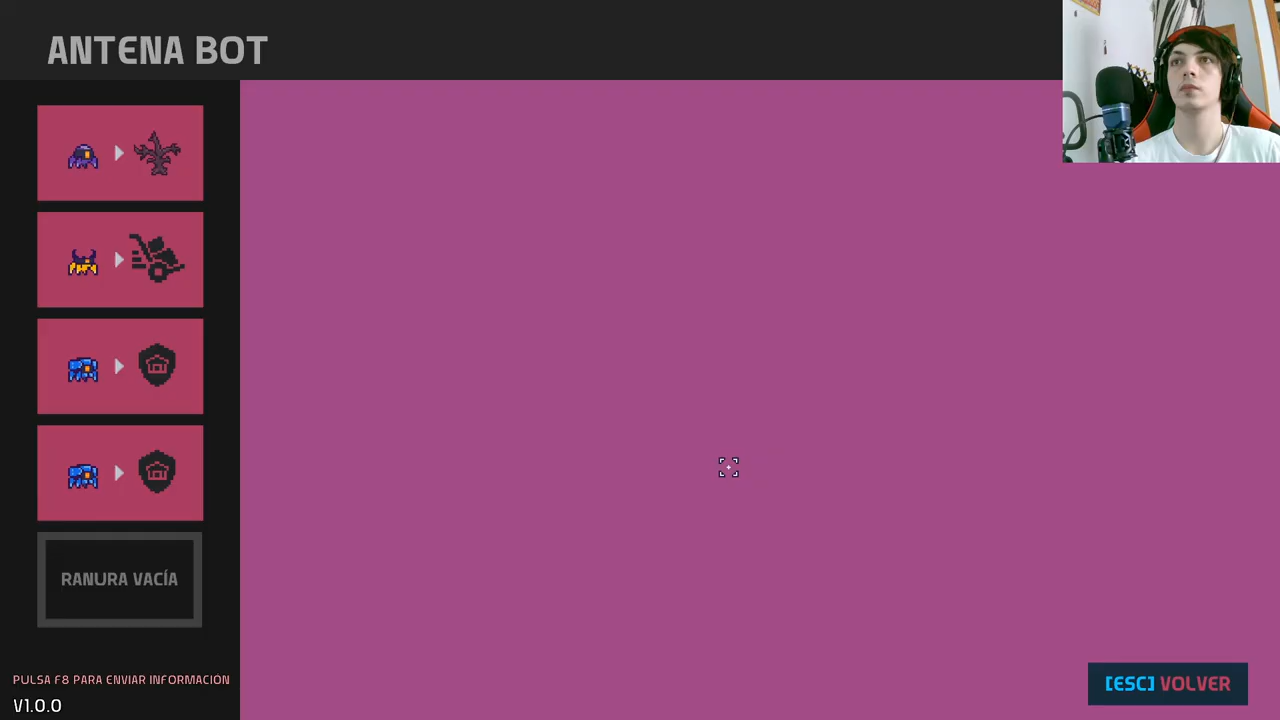 ANTENA BOT
RANURA VACÍA
PULSA F8 PARA ENVIAR INFORMACIÓN
V1.0.0
[ESC] VOLVER